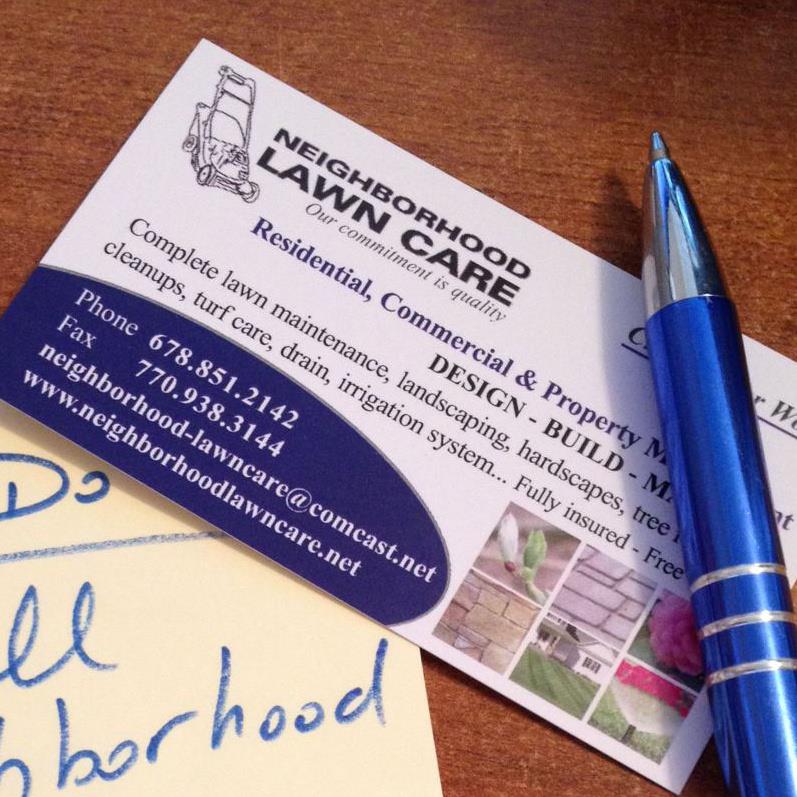 NEIGHBORHOOD
LAWN CARE
Our commitment is quality
Residential, Commercial & Property
DESIGN - BUILD -
Complete lawn maintenance, landscaping, hardscapes, tree
cleanups, turf care, drain, irrigation system... Fully insured - Free
Phone 678.851.2142
Fax 770.938.3144
neighborhood-lawncare@comcast.net
www.neighborhoodlawncare.net
Do